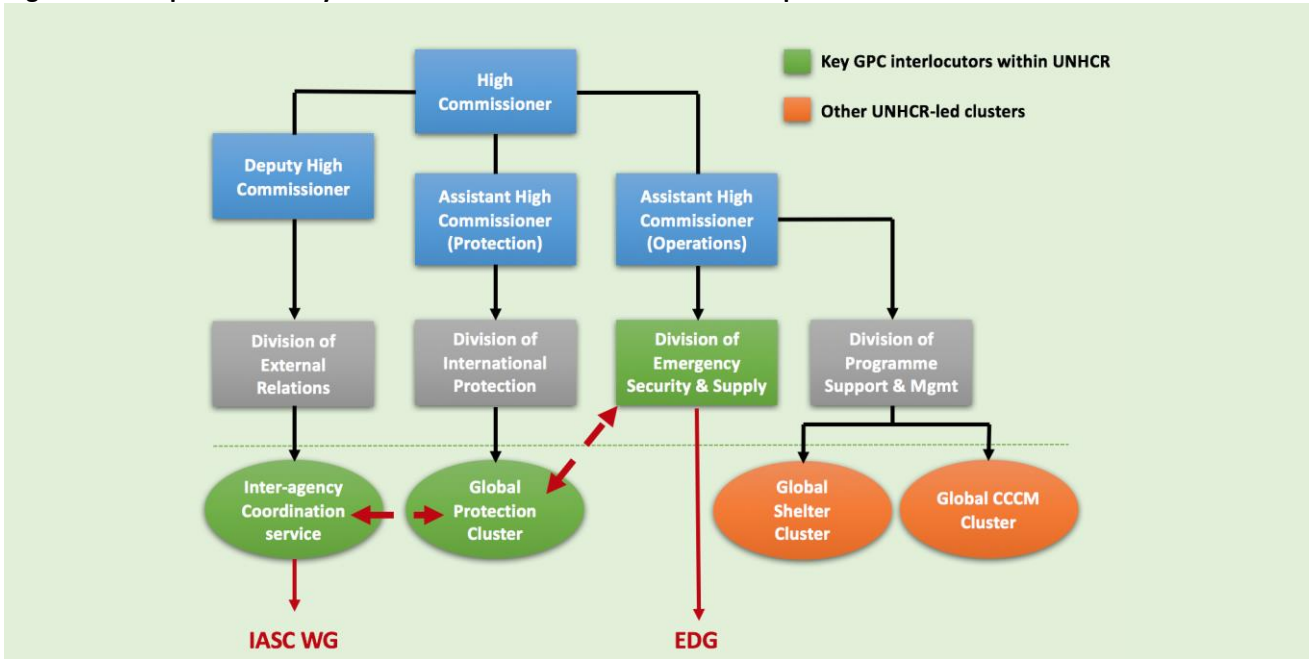 Key GPC interlocutors within UNHCR
Other UNHCR-led clusters
High
Commissioner
Deputy High
Commissioner
Assistant High
Commissioner
(Protection)
Assistant High
Commissioner
(Operations)
Division of
External
Relations
Division of
International
Protection
Division of
Emergency
Security & Supply
Division of
Programme
Support & Mgmt
Inter-agency
Coordination
service
Global
Protection
Cluster
Global
Shelter
Cluster
Global CCCM
Cluster
IASC WG
EDG